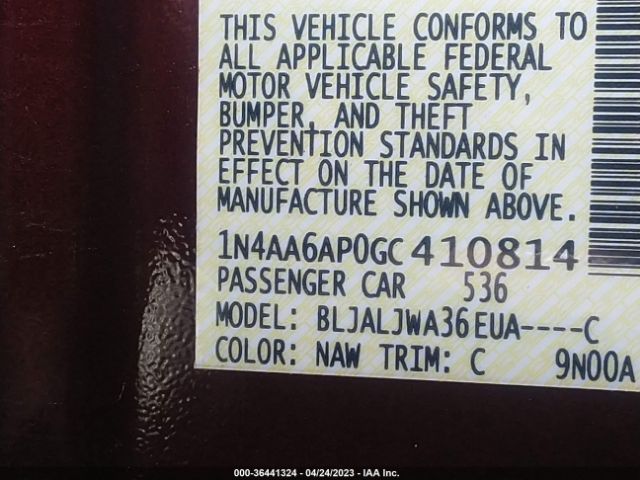 THIS VEHICLE CONFORMS TO
ALL APPLICABLE FEDERAL
MOTOR VEHICLE SAFETY,
BUMPER, AND THEFT
PREVENTION STANDARDS IN
EFFECT ON THE DATE OF
MANUFACTURE SHOWN ABOVE.
1N4AA6AP0GC410814
PASSENGER CAR 536
MODEL: BLJALJWA36EUA----C
COLOR: NAW TRIM: C 9N00A
000-36441324 - 04/24/2023 - IAA Inc.